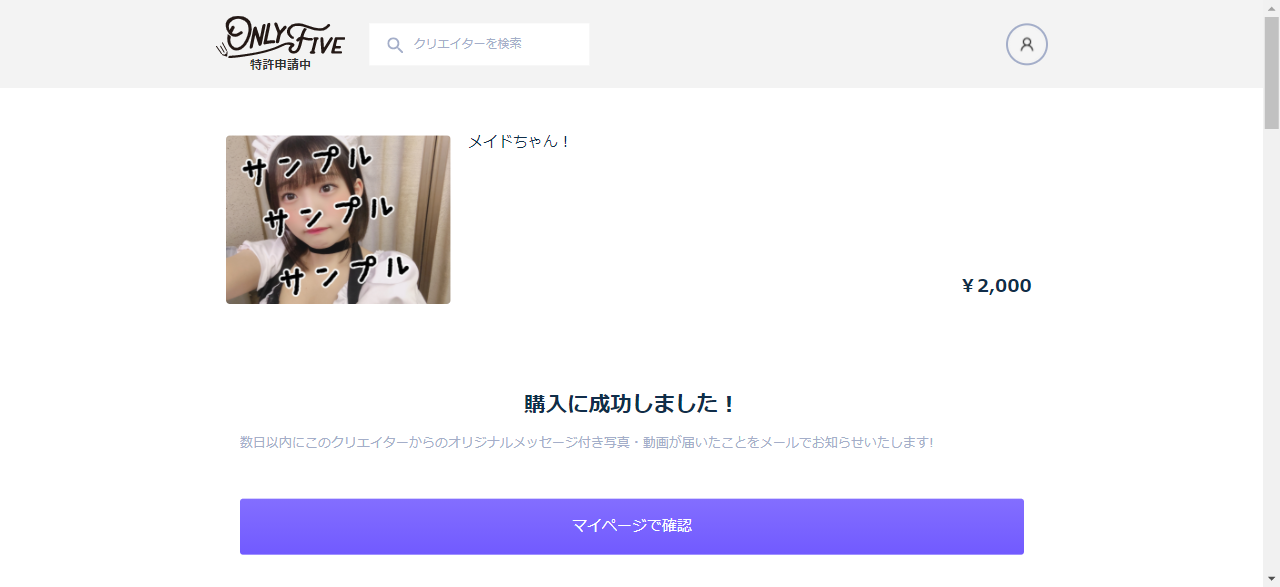 ONLY FIVE
特許申請中
クリエイターを検索
メイドちゃん！
サンプル
サンプル
サンプル
￥2,000
購入に成功しました！
数日以内にこのクリエイターからのオリジナルメッセージ付き写真・動画が届いたことをメールでお知らせいたします!
マイページで確認